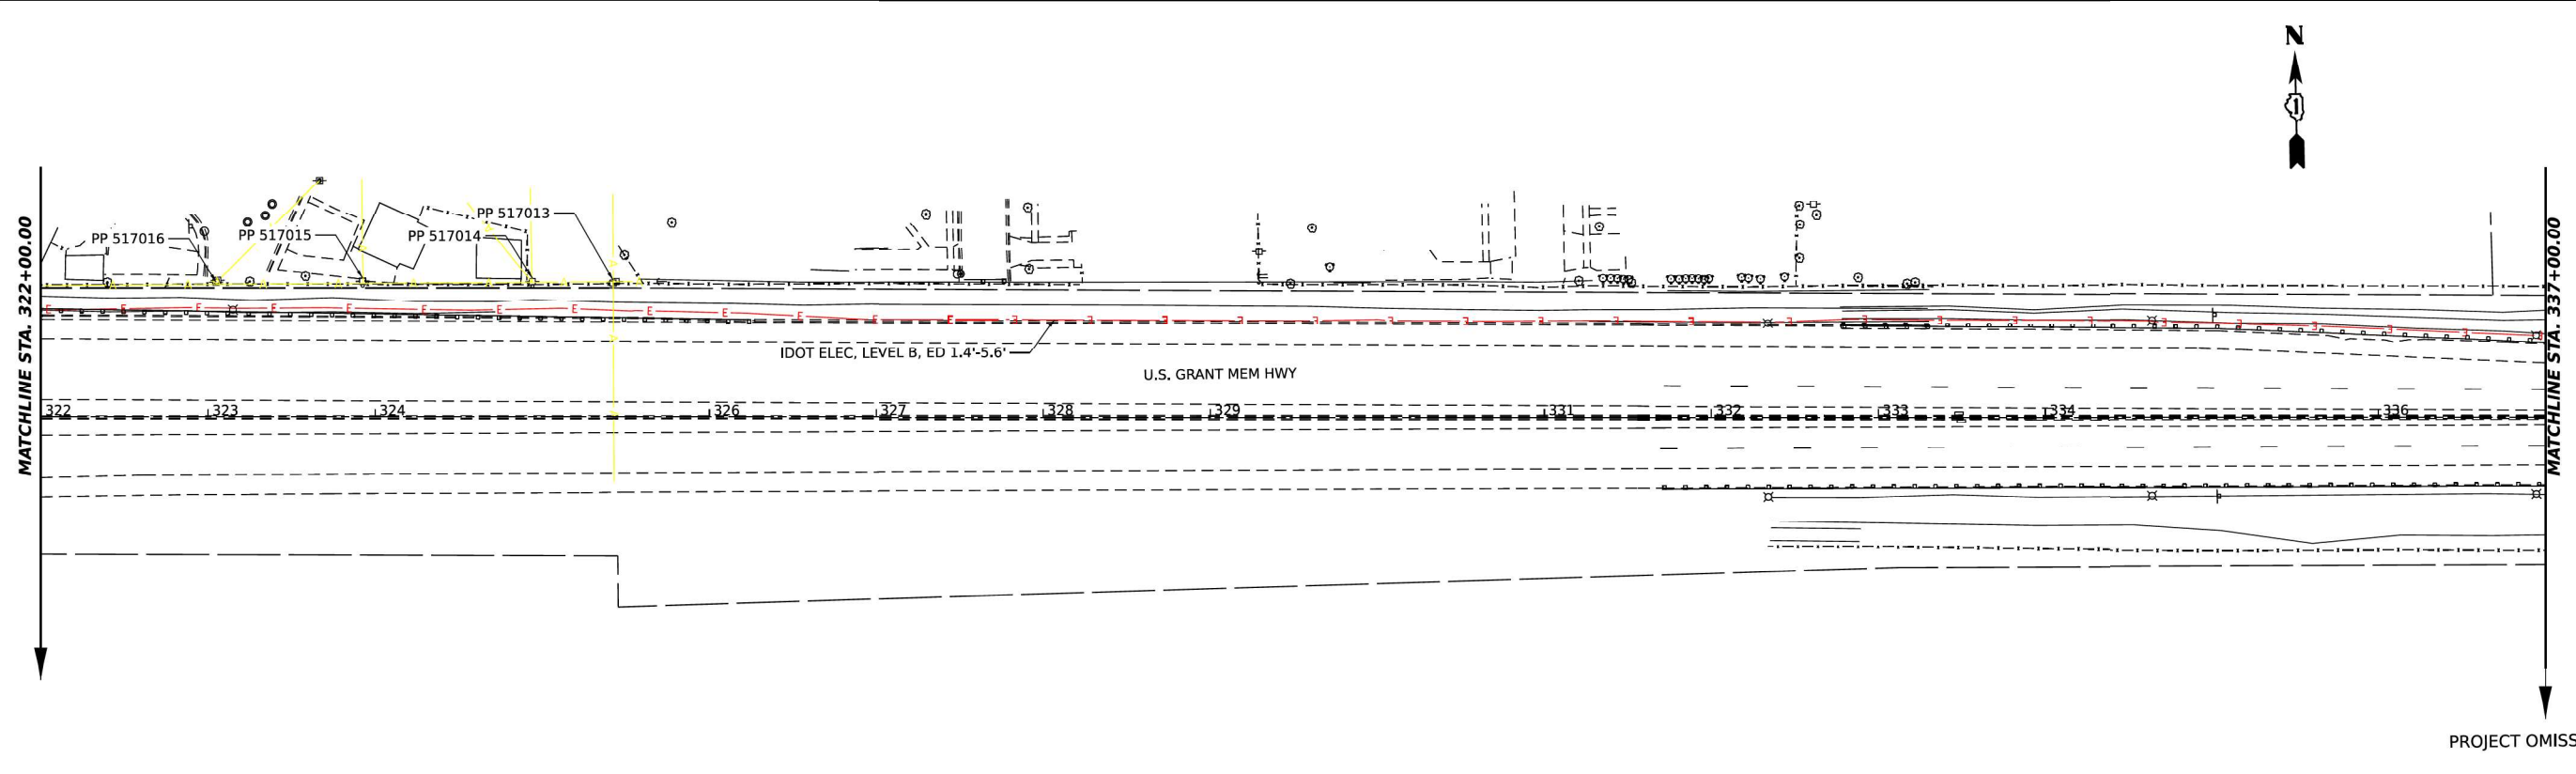 N
MATCHLINE STA. 322+00.00
PP 517016
PP 517015
PP 517014
PP 517013
IDOT ELEC, LEVEL B, ED 1.4'-5.6'
U.S. GRANT MEM HWY
322 323 324 326 327 328 329 331 332 333 334 336
E E E E E E E E E E E E E E E E E E E E E E E E E E E E E E E E E
MATCHLINE STA. 337+00.00
PROJECT OMISS